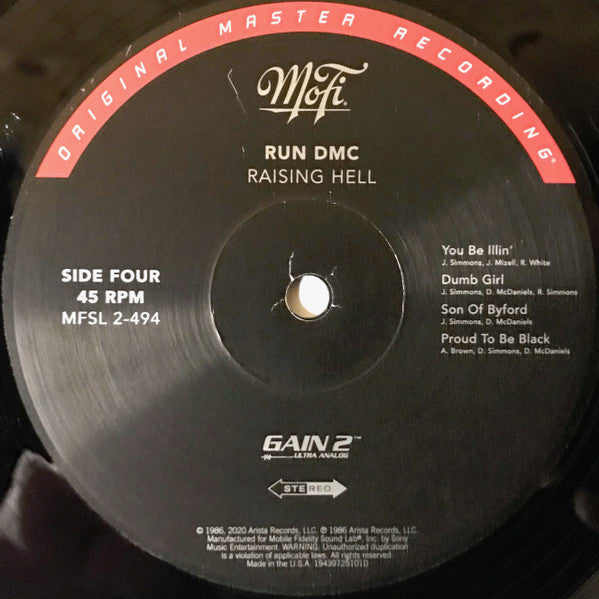 ORIGINAL MASTER RECORDING®
MoFi®
RUN DMC
RAISING HELL
SIDE FOUR
45 RPM
MFSL 2-494
You Be Illin'
J. Simmons, J. Mizell, R. White
Dumb Girl
J. Simmons, D. McDaniels, R. Simmons
Son Of Byford
J. Simmons, D. McDaniels
Proud To Be Black
A. Brown, D. Simmons, D. McDaniels
GAIN 2™
ULTRA ANALOG
STEREO
© 1986, 2020 Arista Records, LLC. ℗ 1986 Arista Records, LLC.
Manufactured for Mobile Fidelity Sound Lab®, Inc. by Sony
Music Entertainment. WARNING: Unauthorized duplication
is a violation of applicable laws. All rights reserved.
Made in the U.S.A. 19439725101D